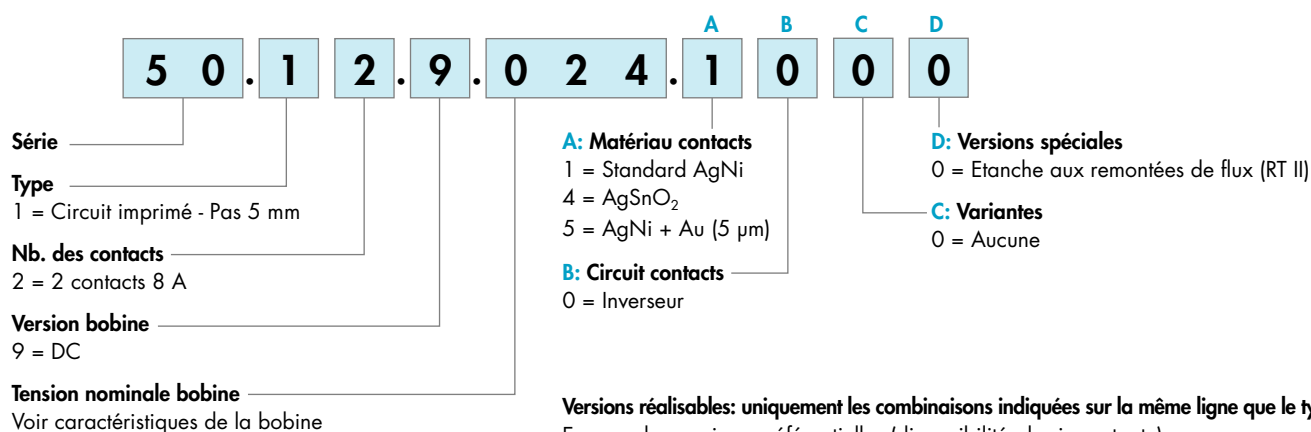 A B C D
5 0 . 1 2 . 9 . 0 2 4 . 1 0 0 0
Série
Type
1 = Circuit imprimé - Pas 5 mm
Nb. des contacts
2 = 2 contacts 8 A
Version bobine
9 = DC
Tension nominale bobine
Voir caractéristiques de la bobine
A: Matériau contacts
1 = Standard AgNi
4 = AgSnO₂
5 = AgNi + Au (5 µm)
B: Circuit contacts
0 = Inverseur
D: Versions spéciales
0 = Etanche aux remontées de flux (RT II)
C: Variantes
0 = Aucune
Versions réalisables: uniquement les combinaisons indiquées sur la même ligne que le